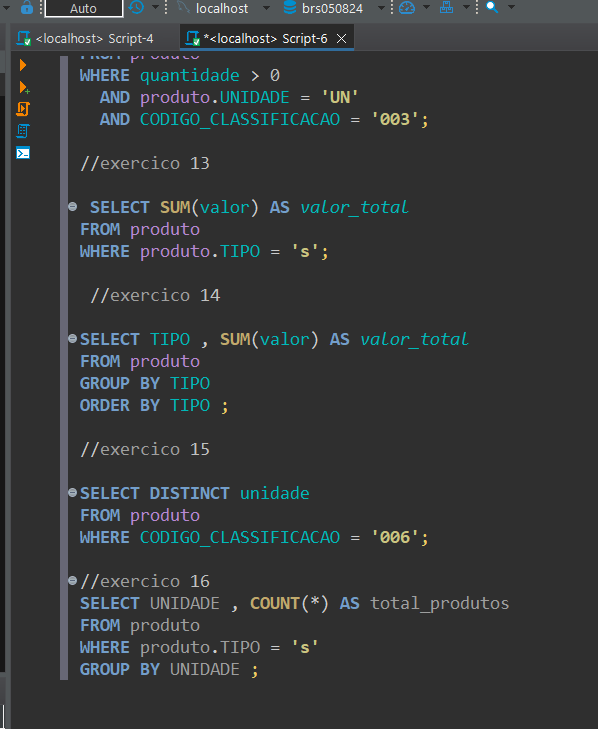 Auto
localhost
brs050824
<localhost> Script-4
*<localhost> Script-6
FROM produto
WHERE quantidade > 0
AND produto.UNIDADE = 'UN'
AND CODIGO_CLASSIFICACAO = '003';
//exercico 13
SELECT SUM(valor) AS valor_total
FROM produto
WHERE produto.TIPO = 's';
//exercico 14
SELECT TIPO , SUM(valor) AS valor_total
FROM produto
GROUP BY TIPO
ORDER BY TIPO ;
//exercico 15
SELECT DISTINCT unidade
FROM produto
WHERE CODIGO_CLASSIFICACAO = '006';
//exercico 16
SELECT UNIDADE , COUNT(*) AS total_produtos
FROM produto
WHERE produto.TIPO = 's'
GROUP BY UNIDADE ;